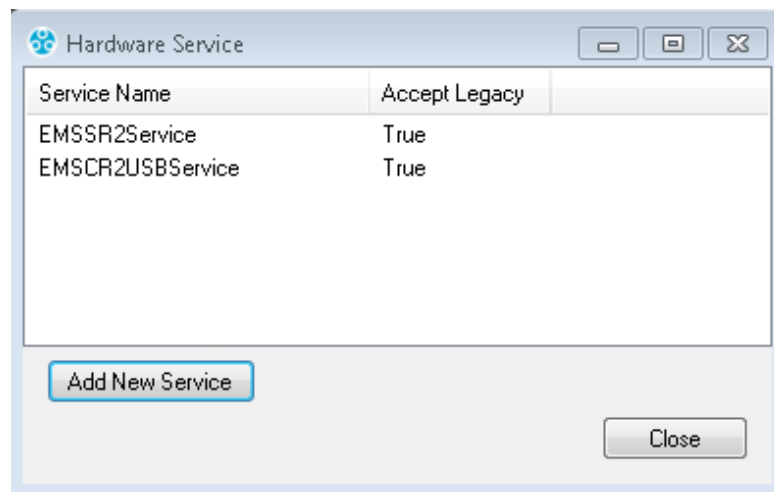 Hardware Service
Service Name Accept Legacy
EMSSR2Service True
EMSCR2USBService True
Add New Service
Close